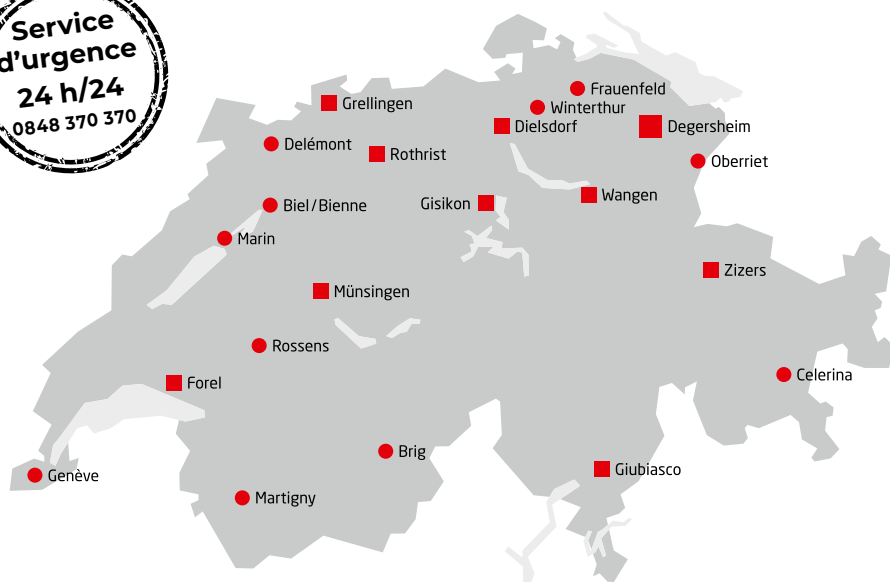 Service
d'urgence
24 h/24
0848 370 370
Frauenfeld
Grellingen
Winterthur
Dielsdorf
Degersheim
Delémont
Rothrist
Oberriet
Wangen
Biel/Bienne
Gisikon
Marin
Zizers
Münsingen
Rossens
Celerina
Forel
Brig
Giubiasco
Genève
Martigny